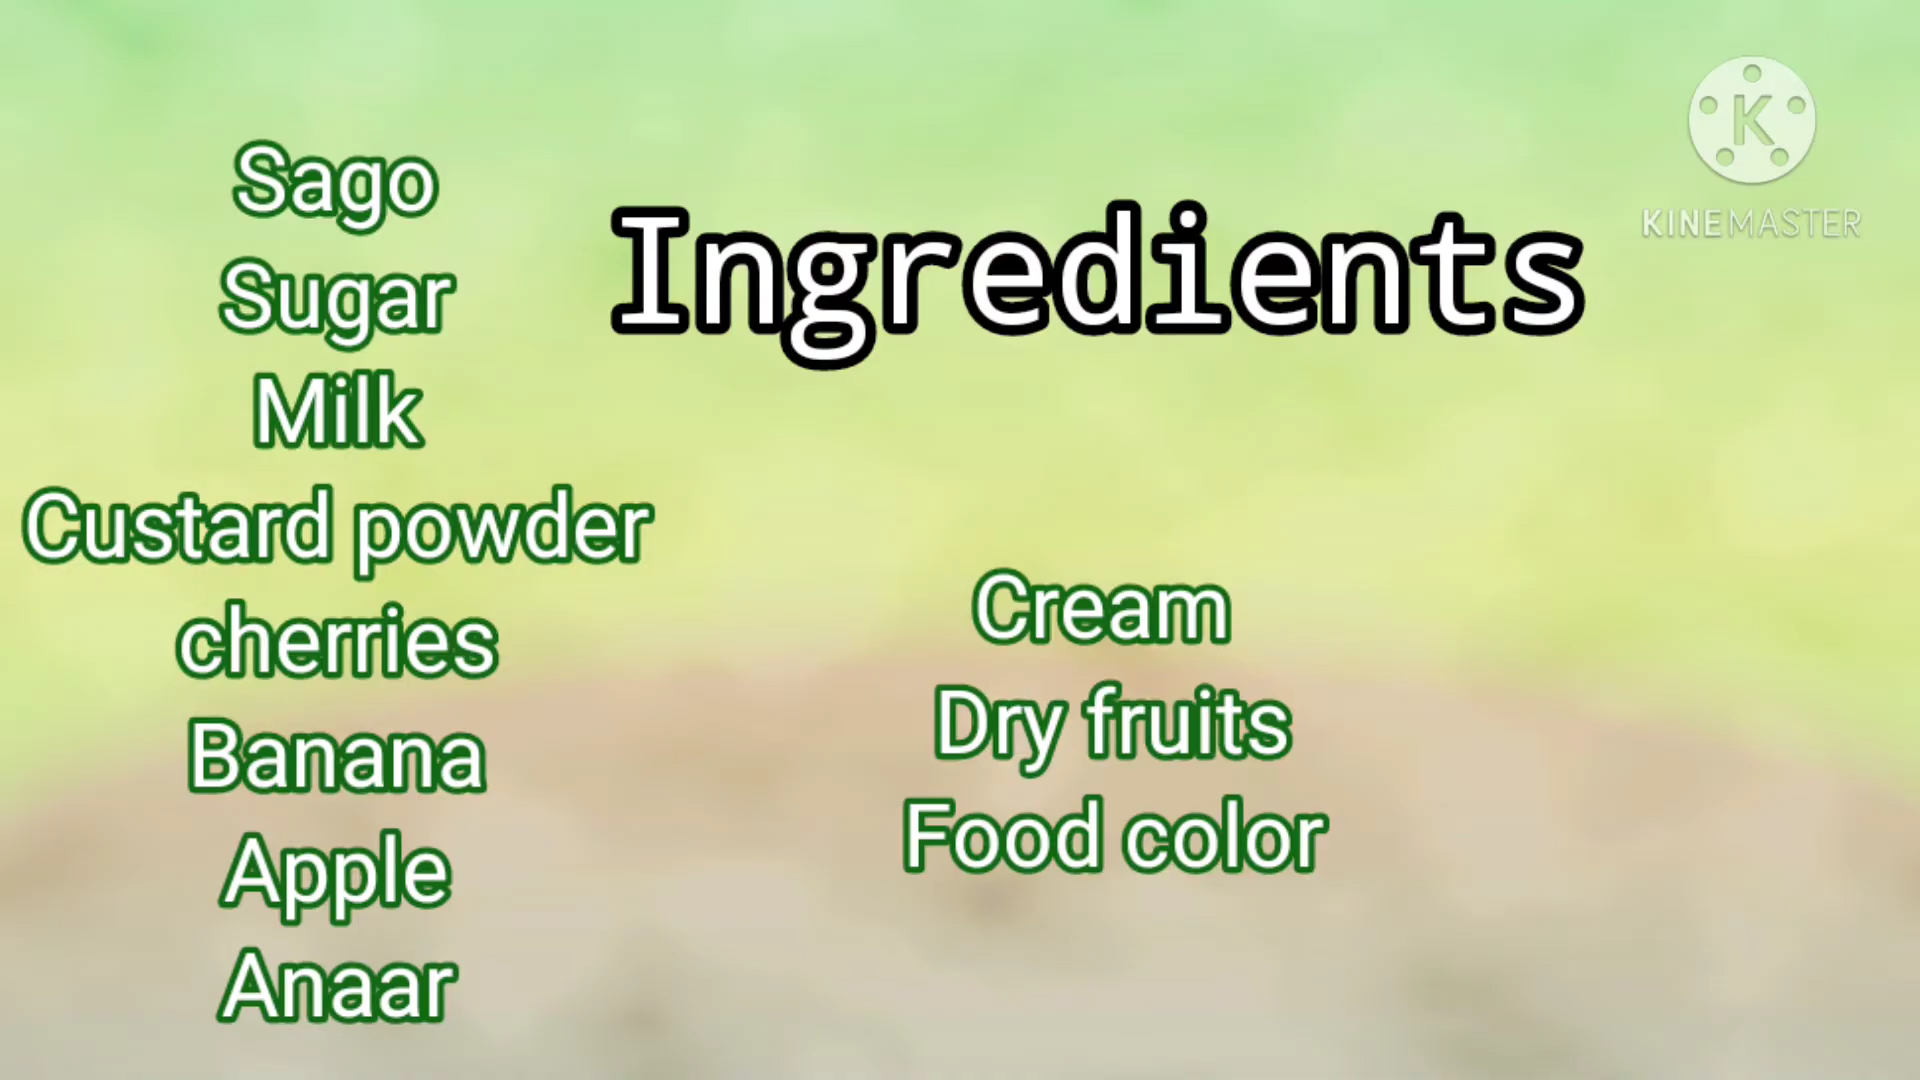 Ingredients
Sago
Sugar
Milk
Custard powder
cherries
Banana
Apple
Anaar
Cream
Dry fruits
Food color
K
KINEMASTER